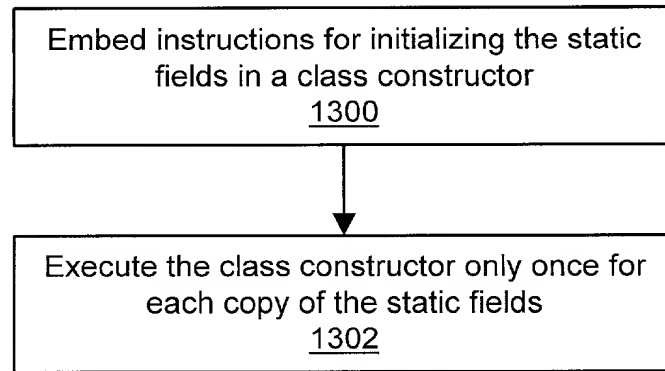 Embed instructions for initializing the static
fields in a class constructor
1300
Execute the class constructor only once for
each copy of the static fields
1302